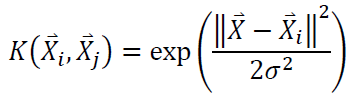 K(X⃗ᵢ, X⃗ⱼ) = exp(‖X⃗ − X⃗ᵢ‖² / 2σ²)